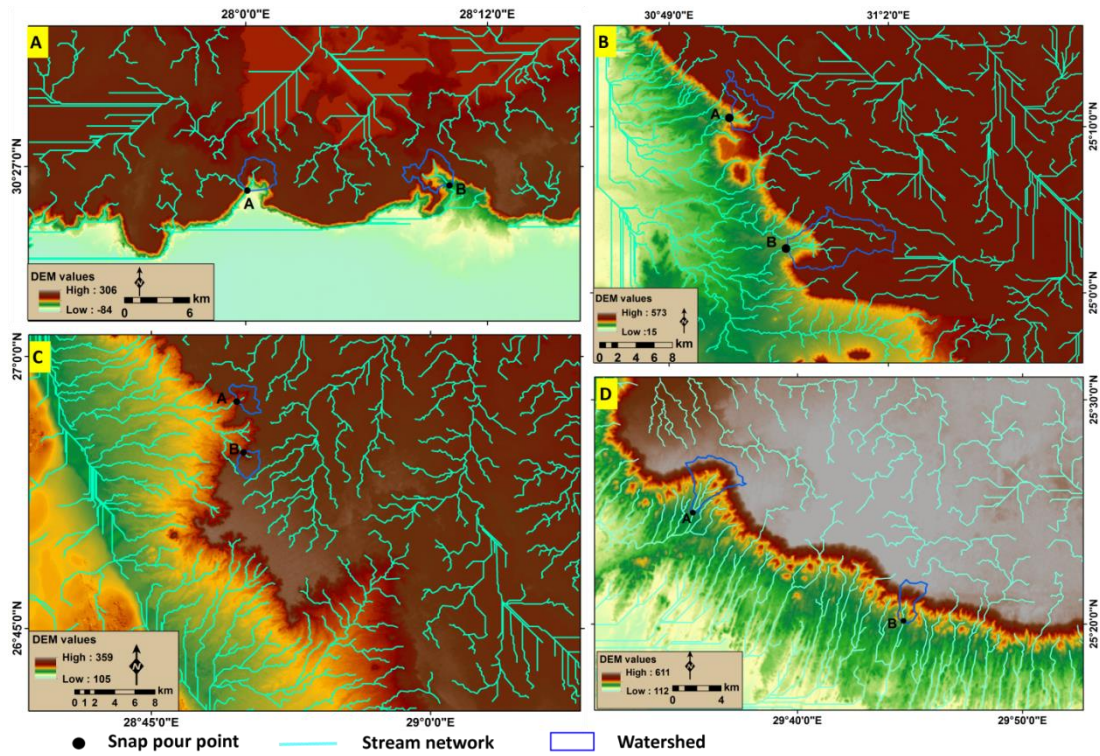 28°0'0"E
28°12'0"E
A
30°27'0"N
A
B
DEM values
High : 306
Low : -84
N
0
6
km
30°49'0"E
31°2'0"E
B
A
B
25°10'0"N
25°0'0"N
DEM values
High : 573
Low :15
N
0 2 4 6 8
km
C
27°0'0"N
26°45'0"N
A
B
DEM values
High : 359
Low : 105
N
0 1 2 4 6 8
km
28°45'0"E
29°0'0"E
D
A
B
25°30'0"N
25°20'0"N
DEM values
High : 611
Low : 112
N
0
4
km
29°40'0"E
29°50'0"E
Snap pour point
Stream network
Watershed